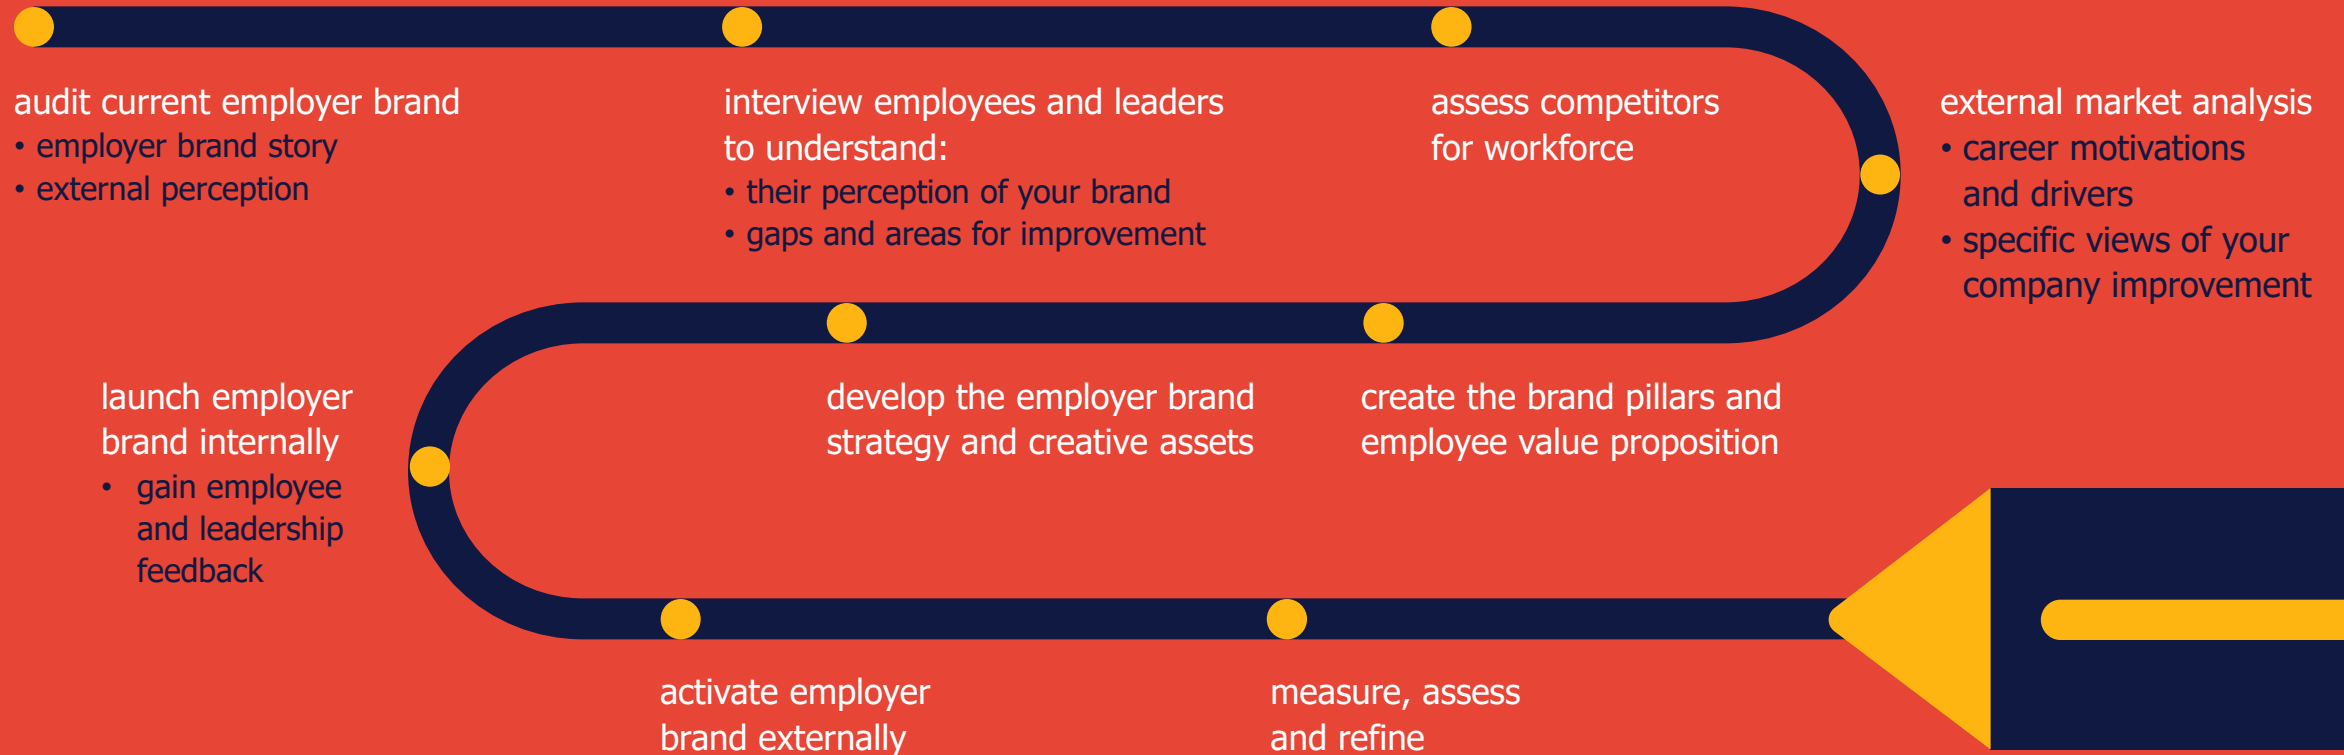 audit current employer brand
• employer brand story
• external perception
interview employees and leaders
to understand:
• their perception of your brand
• gaps and areas for improvement
assess competitors
for workforce
external market analysis
• career motivations
and drivers
• specific views of your
company improvement
create the brand pillars and
employee value proposition
develop the employer brand
strategy and creative assets
launch employer
brand internally
• gain employee
and leadership
feedback
activate employer
brand externally
measure, assess
and refine